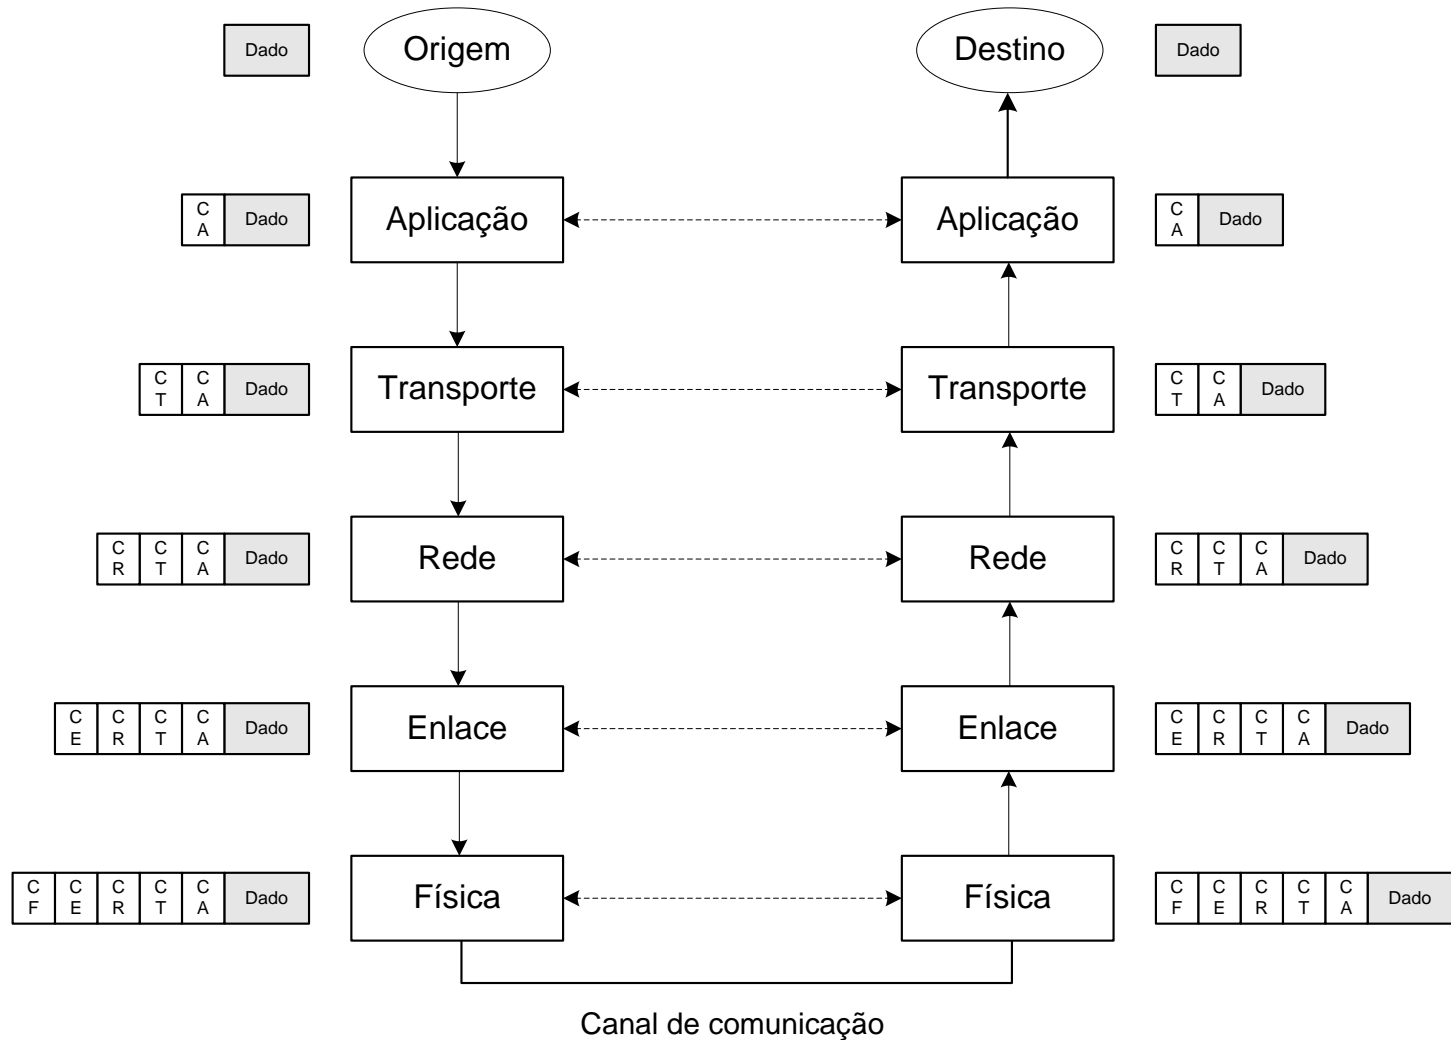 Dado Origem Destino Dado
C C
A Dado Aplicação Aplicação A Dado
C C C C
T A Dado Transporte Transporte T A Dado
C C C C C C
R T A Dado Rede Rede R T A Dado
C C C C C C C C
E R T A Dado Enlace Enlace E R T A Dado
C C C C C C C C C C
F E R T A Dado Física Física F E R T A Dado
Canal de comunicação